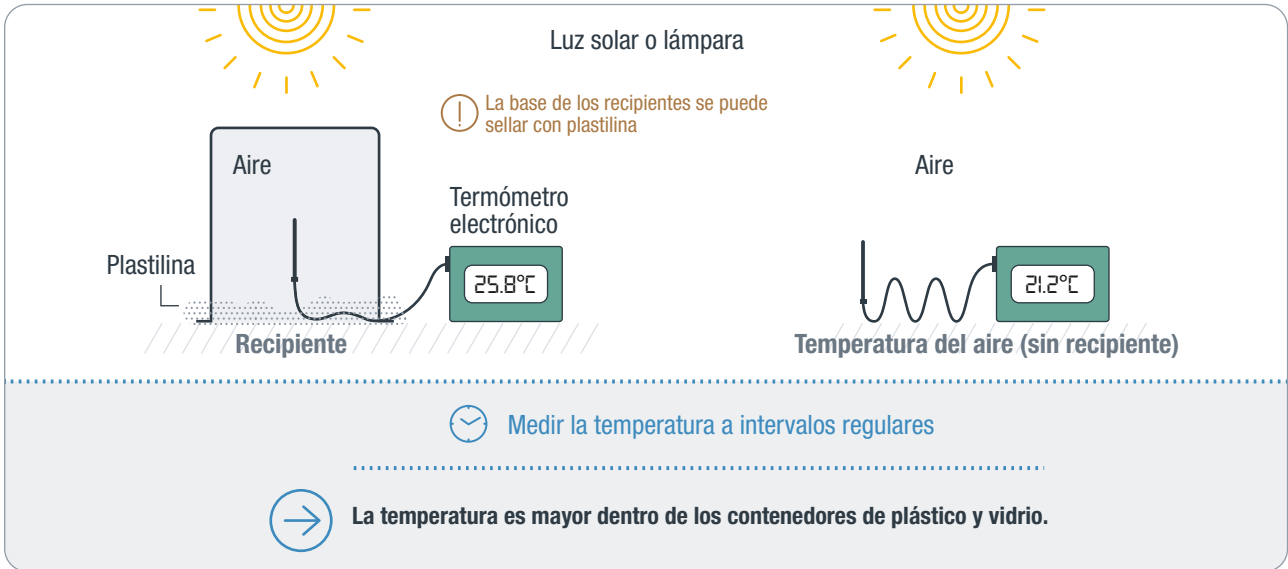 Luz solar o lámpara
La base de los recipientes se puede
sellar con plastilina
Aire
Aire
Termómetro
electrónico
Plastilina
25.8°C
21.2°C
Recipiente
Temperatura del aire (sin recipiente)
Medir la temperatura a intervalos regulares
La temperatura es mayor dentro de los contenedores de plástico y vidrio.